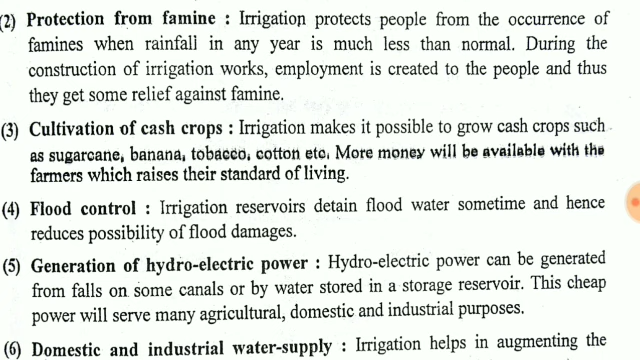 (2) Protection from famine : Irrigation protects people from the occurrence of
famines when rainfall in any year is much less than normal. During the
construction of irrigation works, employment is created to the people and thus
they get some relief against famine.
(3) Cultivation of cash crops : Irrigation makes it possible to grow cash crops such
as sugarcane, banana, tobacco, cotton etc. More money will be available with the
farmers which raises their standard of living.
(4) Flood control : Irrigation reservoirs detain flood water sometime and hence
reduces possibility of flood damages.
(5) Generation of hydro-electric power : Hydro-electric power can be generated
from falls on some canals or by water stored in a storage reservoir. This cheap
power will serve many agricultural, domestic and industrial purposes.
(6) Domestic and industrial water-supply : Irrigation helps in augmenting the